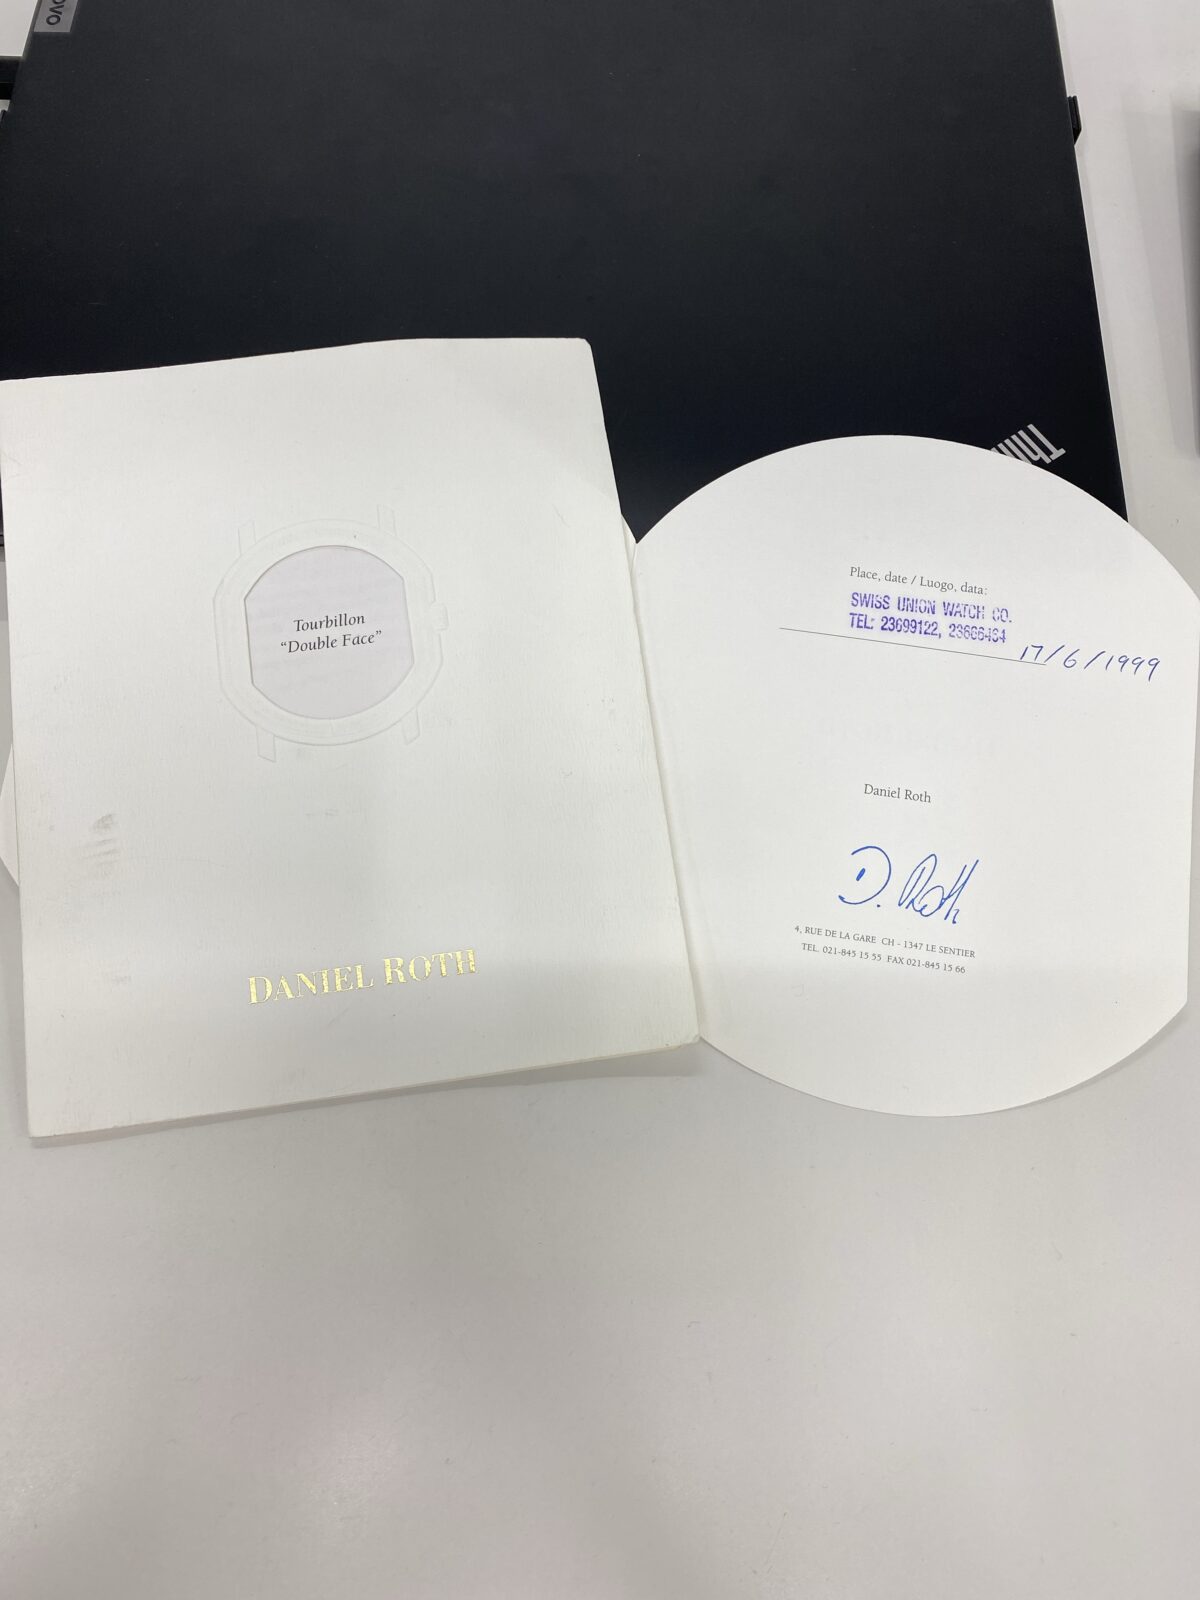 Tourbillon
“Double Face”
DANIEL ROTH
Place, date / Luogo, data:
SWISS UNION WATCH CO.
TEL: 23699122, 23666464
17/6/1999
Daniel Roth
D. Roth
4, RUE DE LA GARE CH - 1347 LE SENTIER
TEL. 021-845 15 55 FAX 021-845 15 66